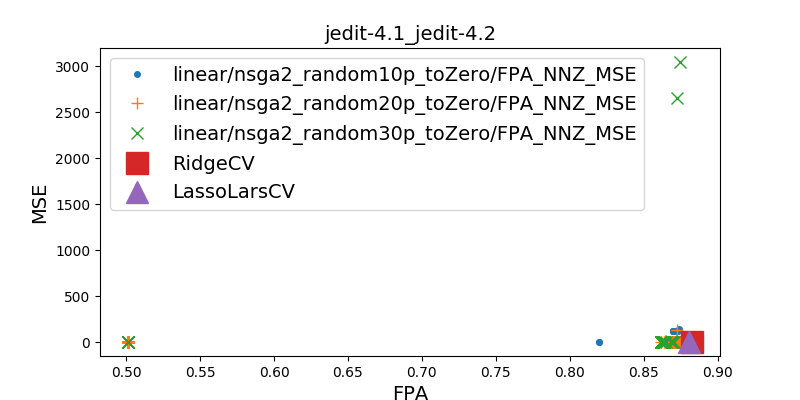 jedit-4.1_jedit-4.2
3000
2500
2000
1500
1000
500
0
MSE
linear/nsga2_random10p_toZero/FPA_NNZ_MSE
linear/nsga2_random20p_toZero/FPA_NNZ_MSE
linear/nsga2_random30p_toZero/FPA_NNZ_MSE
RidgeCV
LassoLarsCV
0.50 0.55 0.60 0.65 0.70 0.75 0.80 0.85 0.90
FPA